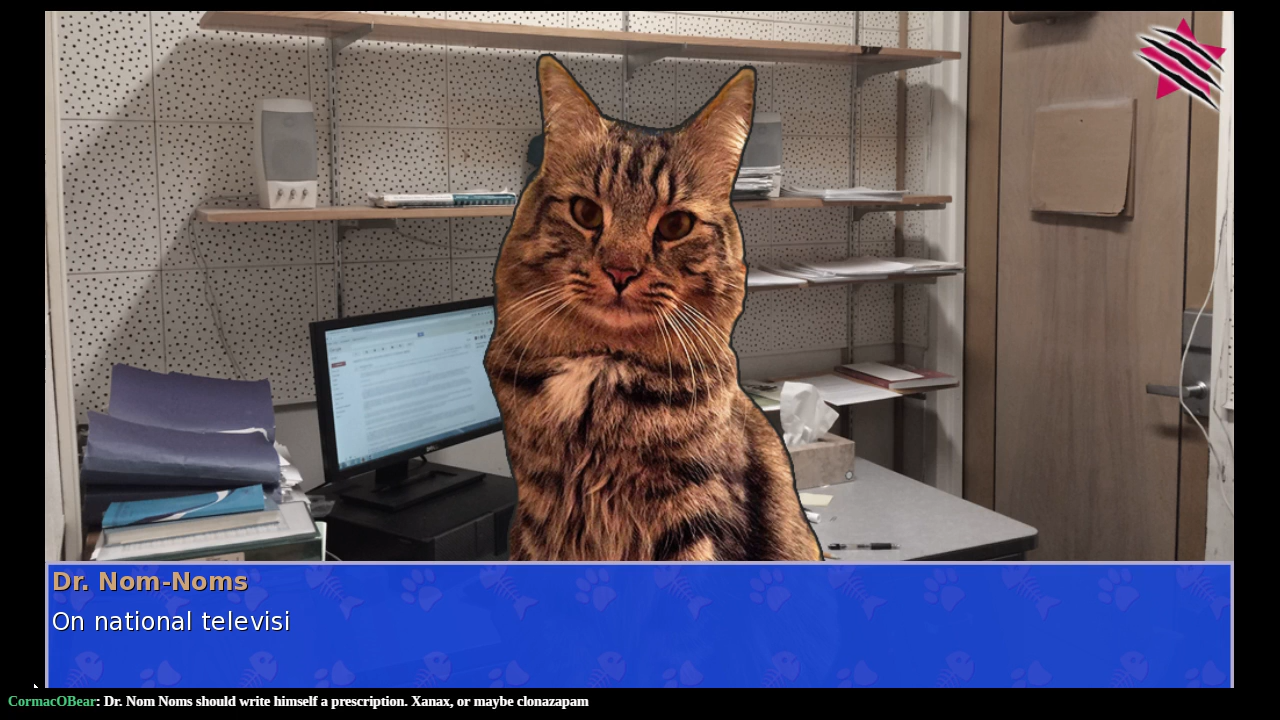 Dr. Nom-Noms
On national televisi
CormacOBear: Dr. Nom Noms should write himself a prescription. Xanax, or maybe clonazapam